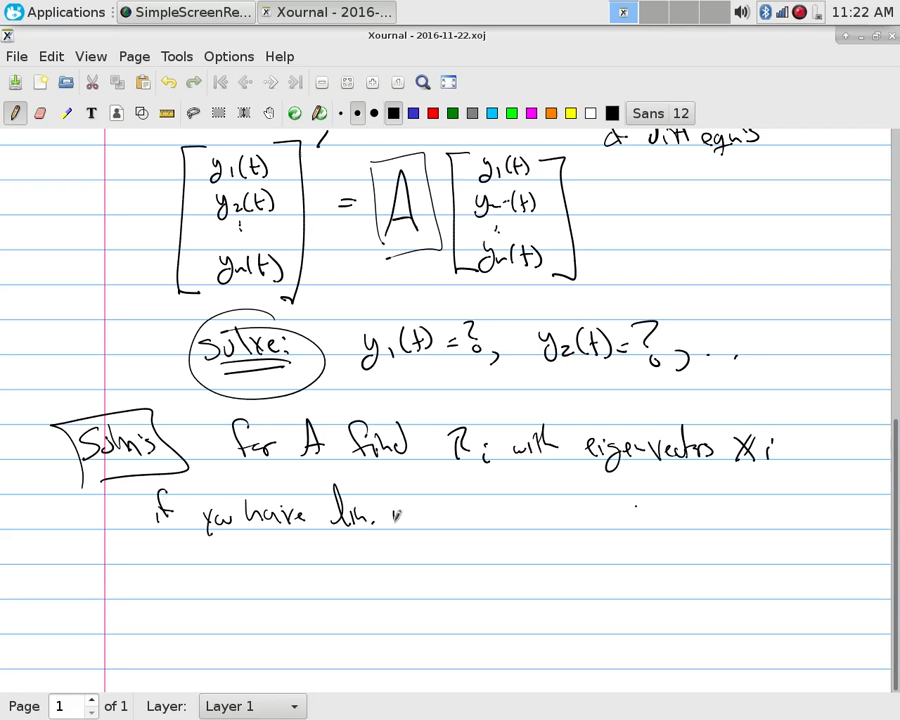 Applications SimpleScreenRe... Xournal - 2016-... 11:22 AM
Xournal - 2016-11-22.xoj
File Edit View Page Tools Options Help
Sans 12
& diff eqn's
[y1(t) y2(t) ⋮ yn(t)]' = A [y1(t) y2(t) ⋮ yn(t)]
Solve: y1(t) = ?, y2(t) = ?, ...
Soln's for A find λi with eigenvectors xi
if you have lin.
Page 1 of 1 Layer: Layer 1